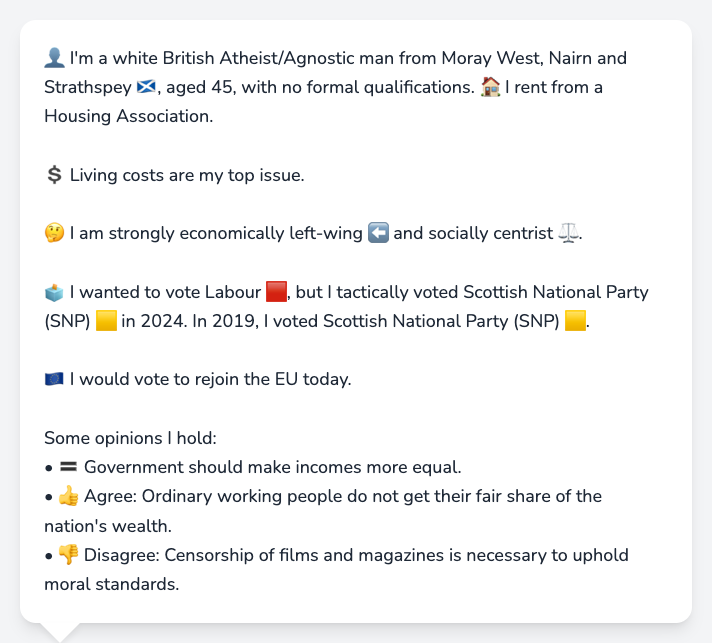 👤 I'm a white British Atheist/Agnostic man from Moray West, Nairn and
Strathspey 🏴󠁧󠁢󠁳󠁣󠁴󠁿, aged 45, with no formal qualifications. 🏠 I rent from a
Housing Association.
💲 Living costs are my top issue.
🤔 I am strongly economically left-wing ⬅️ and socially centrist ⚖️.
🗳️ I wanted to vote Labour 🟥, but I tactically voted Scottish National Party
(SNP) 🟨 in 2024. In 2019, I voted Scottish National Party (SNP) 🟨.
🇪🇺 I would vote to rejoin the EU today.
Some opinions I hold:
• 🟰 Government should make incomes more equal.
• 👍 Agree: Ordinary working people do not get their fair share of the
nation's wealth.
• 👎 Disagree: Censorship of films and magazines is necessary to uphold
moral standards.